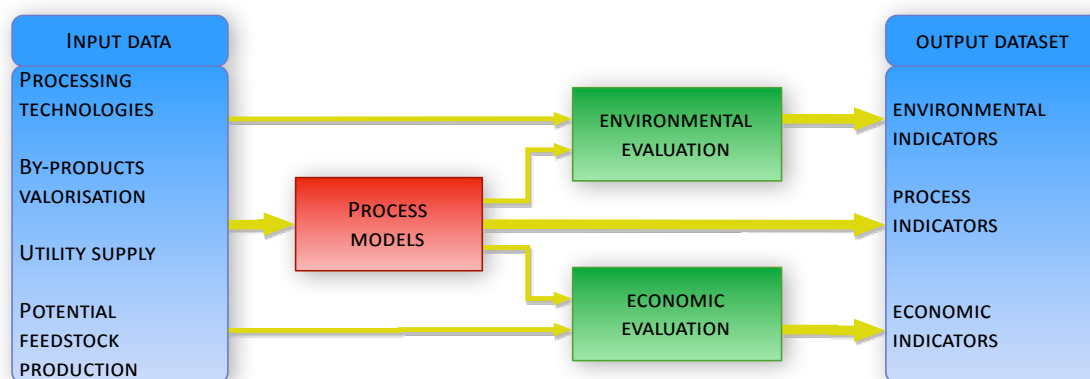 INPUT DATA
PROCESSING
TECHNOLOGIES
BY-PRODUCTS
VALORISATION
UTILITY SUPPLY
POTENTIAL
FEEDSTOCK
PRODUCTION
PROCESS
MODELS
ENVIRONMENTAL
EVALUATION
ECONOMIC
EVALUATION
OUTPUT DATASET
ENVIRONMENTAL
INDICATORS
PROCESS
INDICATORS
ECONOMIC
INDICATORS